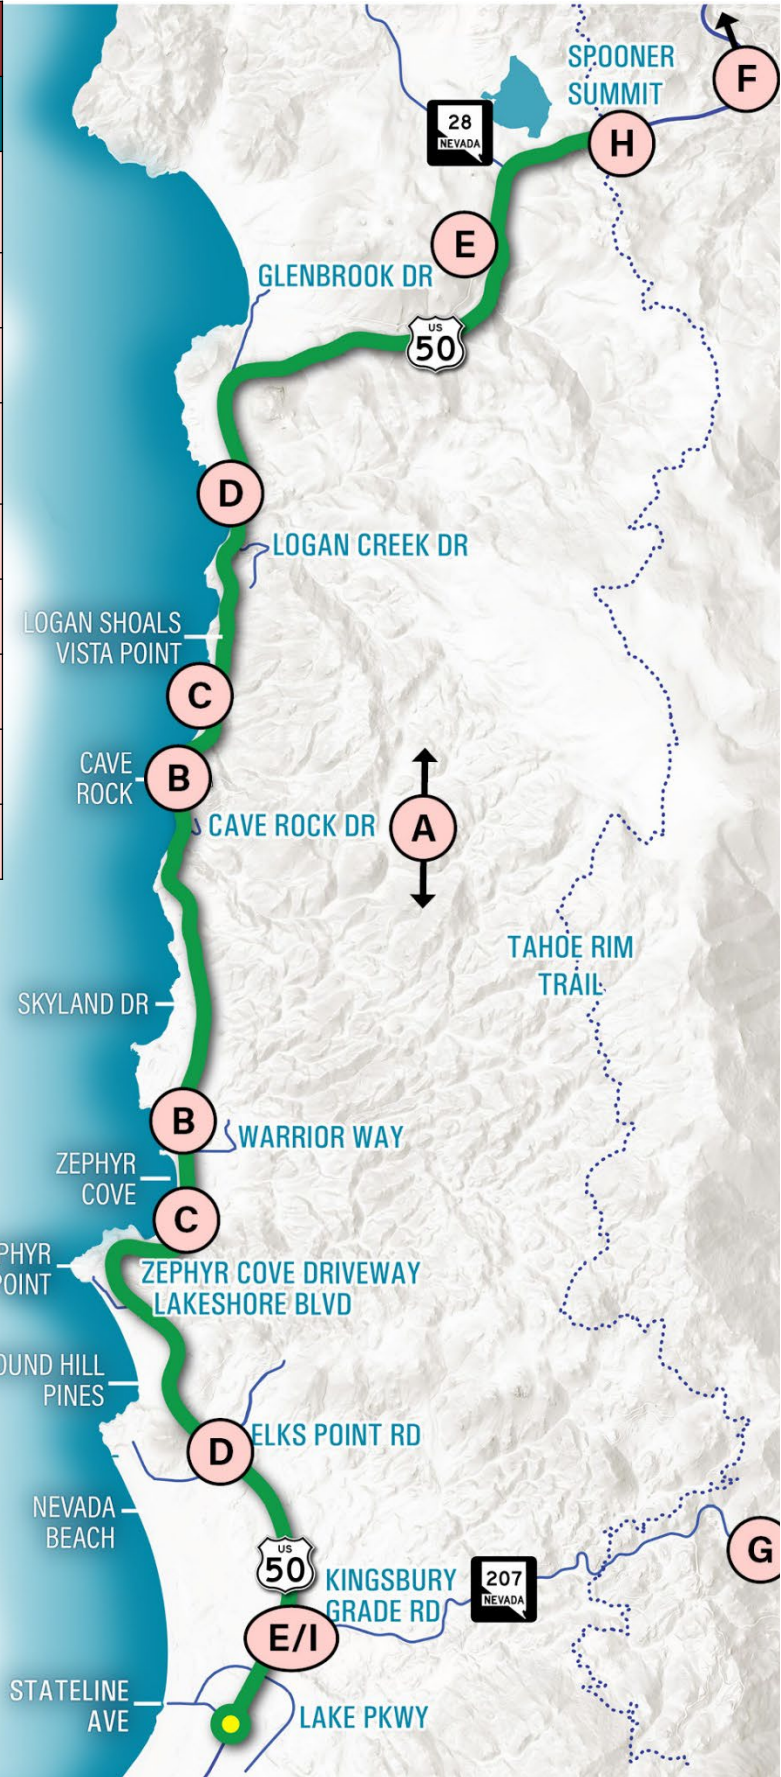 SPOONER
SUMMIT
F
28
NEVADA
H
E
GLENBROOK DR
US
50
D
LOGAN CREEK DR
LOGAN SHOALS
VISTA POINT
C
CAVE
ROCK
B
CAVE ROCK DR
A
TAHOE RIM
TRAIL
SKYLAND DR
B
WARRIOR WAY
ZEPHYR
COVE
C
PHYR
POINT
ZEPHYR COVE DRIVEWAY
LAKESHORE BLVD
OUND HILL
PINES
D
ELKS POINT RD
NEVADA
BEACH
US
50
KINGSBURY
GRADE RD
207
NEVADA
G
E/I
STATELINE
AVE
LAKE PKWY